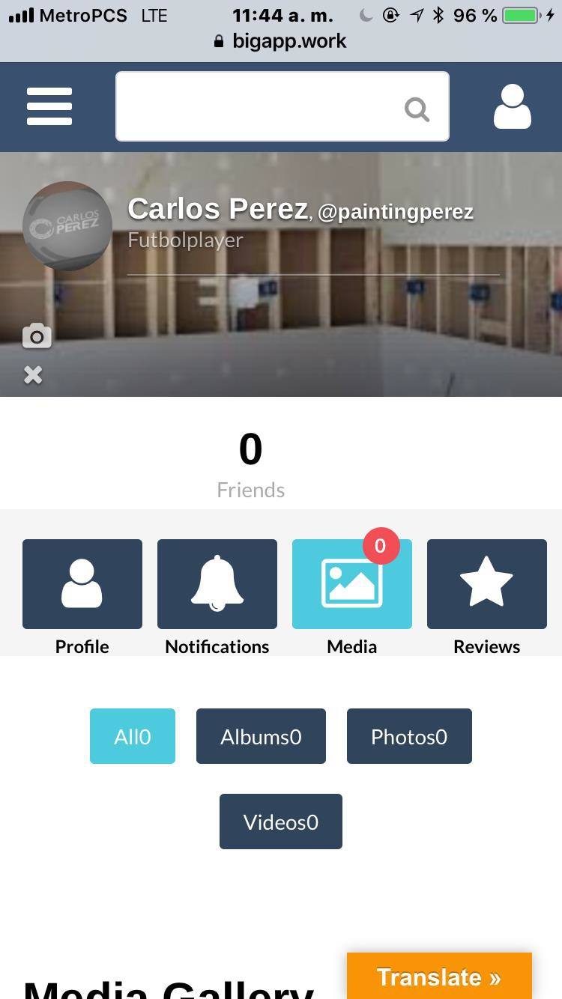 MetroPCS LTE 11:44 a. m. 96 %
bigapp.work
Carlos Perez, @paintingperez
Futbolplayer
CARLOS
PEREZ
0
Friends
0
Profile Notifications Media Reviews
All0 Albums0 Photos0
Videos0
Translate »
Media Gallery